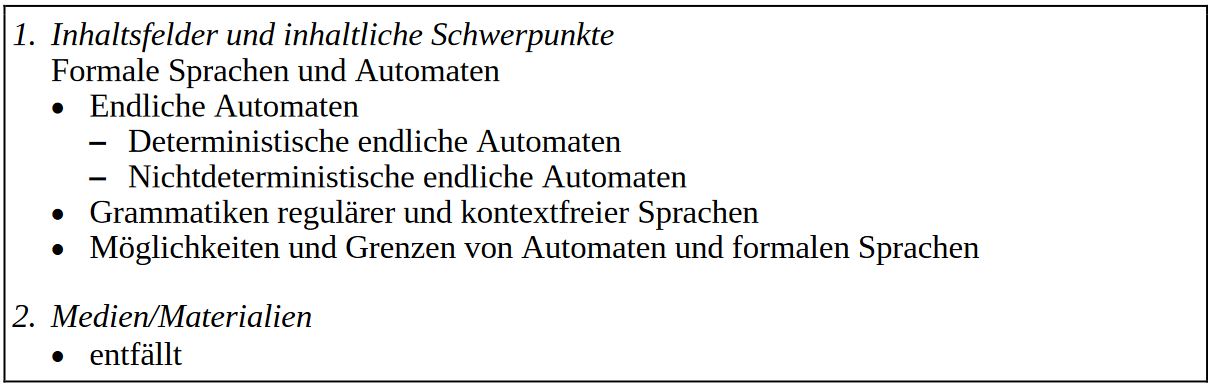 1. Inhaltsfelder und inhaltliche Schwerpunkte
Formale Sprachen und Automaten
• Endliche Automaten
– Deterministische endliche Automaten
– Nichtdeterministische endliche Automaten
• Grammatiken regulärer und kontextfreier Sprachen
• Möglichkeiten und Grenzen von Automaten und formalen Sprachen
2. Medien/Materialien
• entfällt